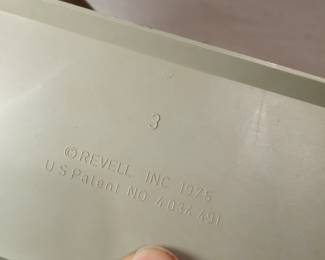 3
©REVELL INC 1975
U S Patent NO 4034491